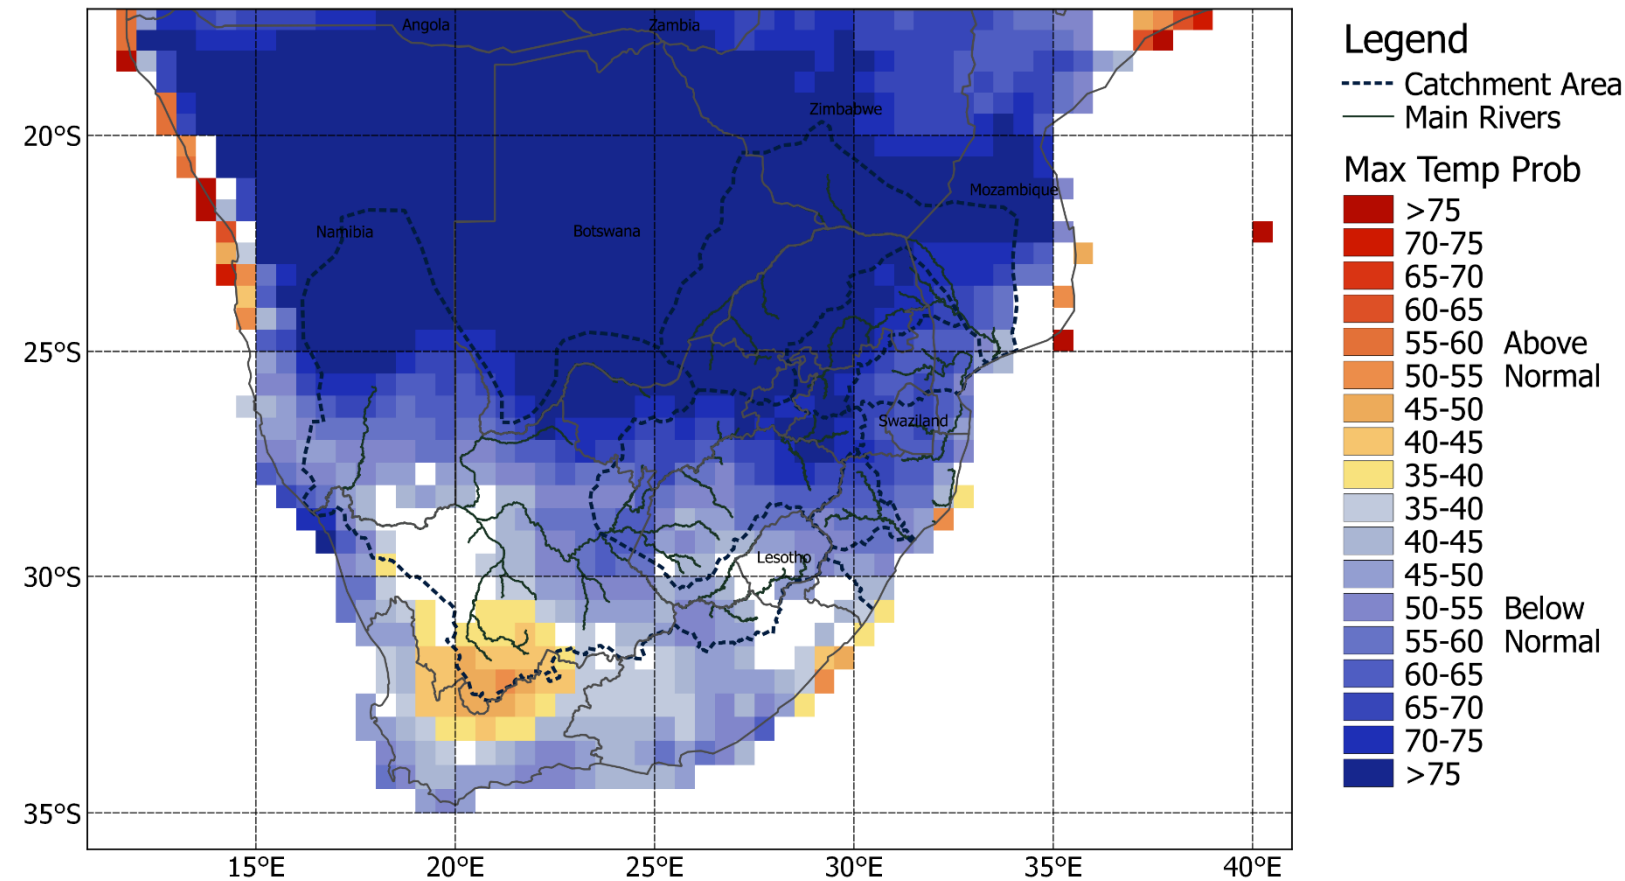 Angola
Zambia
Zimbabwe
Mozambique
Namibia
Botswana
Swaziland
Lesotho
20°S
25°S
30°S
35°S
15°E
20°E
25°E
30°E
35°E
40°E
Legend
Catchment Area
Main Rivers
Max Temp Prob
>75
70-75
65-70
60-65
55-60 Above
50-55 Normal
45-50
40-45
35-40
35-40
40-45
45-50
50-55 Below
55-60 Normal
60-65
65-70
70-75
>75